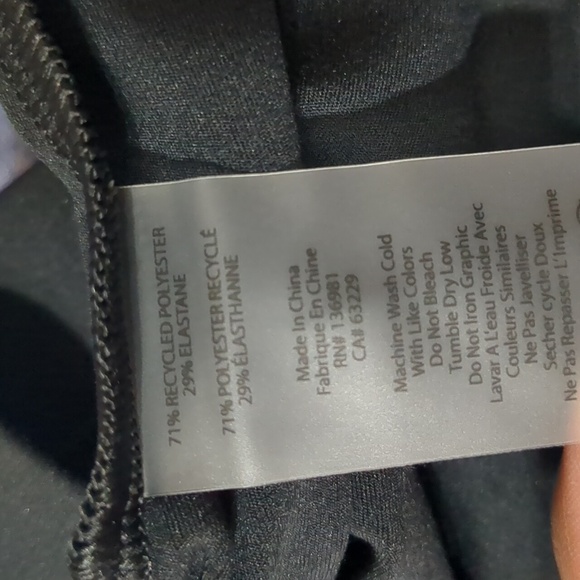 71% RECYCLED POLYESTER
29% ELASTANE
71% POLYESTER RECYCLÉ
29% ÉLASTHANNE
Made In China
Fabrique En Chine
RN# 136981
CA# 63229
Machine Wash Cold
With Like Colors
Do Not Bleach
Tumble Dry Low
Do Not Iron Graphic
Lavar A L'eau Froide Avec
Couleurs Similaires
Ne Pas Javelliser
Secher cycle Doux
Ne Pas Repasser L'Imprime